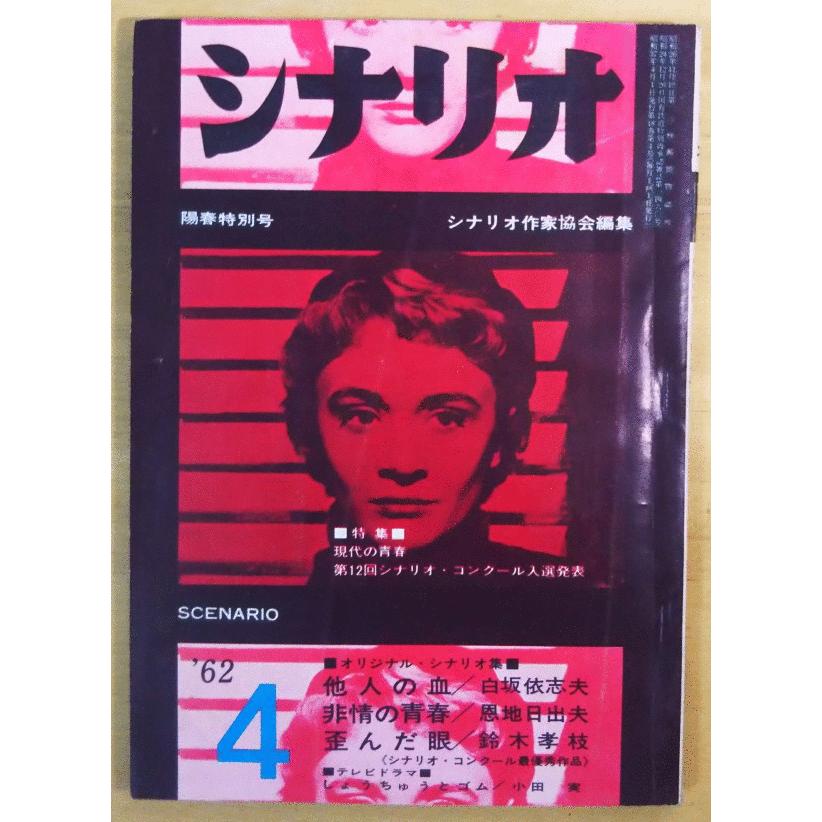 シナリオ
陽春特別号
シナリオ作家協会編集
■特集■
現代の青春
第12回シナリオ・コンクール入選発表
SCENARIO
'62
4
■オリジナル・シナリオ集■
他人の血/白坂依志夫
非情の青春/恩地日出夫
歪んだ眼/鈴木孝枝
〈シナリオ・コンクール最優秀作品〉
■テレビドラマ■
しょうちゅうとゴム/小田 実